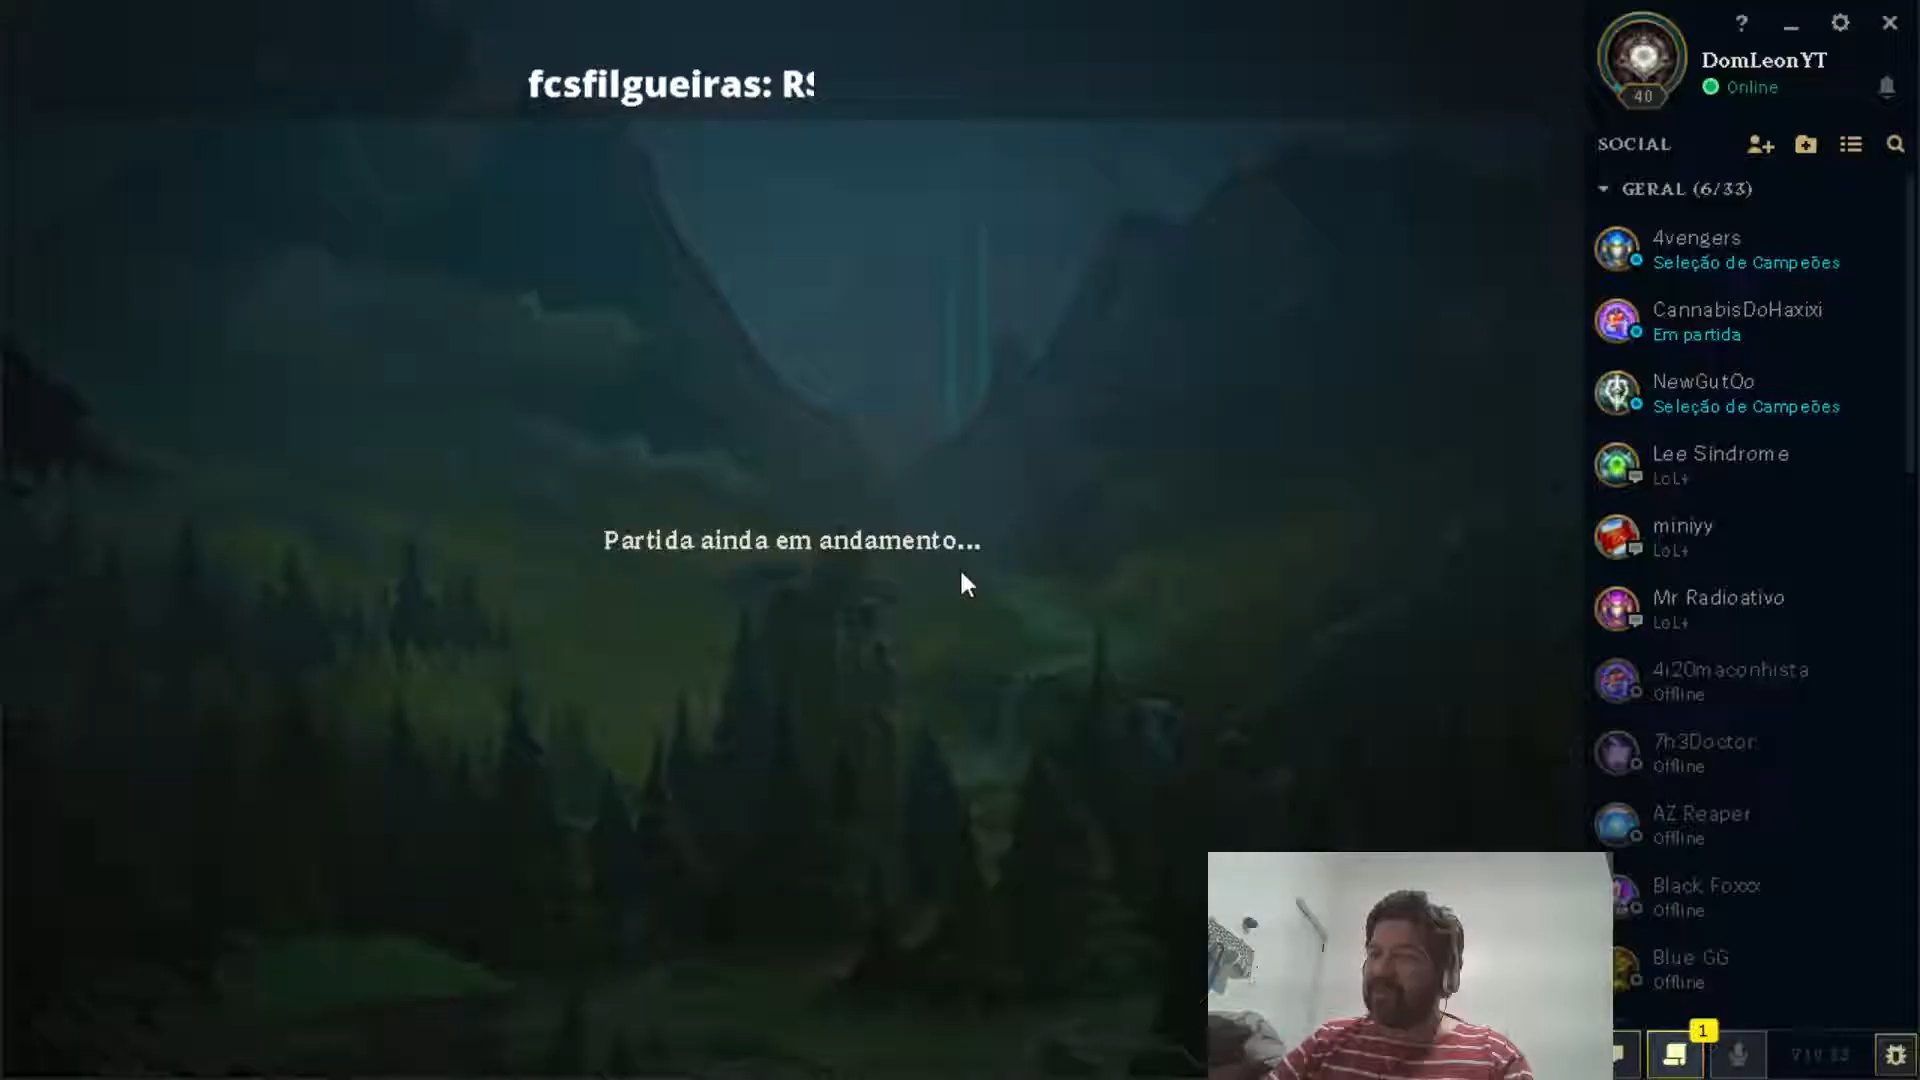 fcsfilgueiras: RS
DomLeonYT
40
Online
SOCIAL
GERAL (6/33)
4vengers
Seleção de Campeões
CannabisDoHaxixi
Em partida
NewGutOo
Seleção de Campeões
Lee Síndrome
LoL+
miniyy
LoL+
Mr Radioativo
LoL+
4i20maconhista
Offline
7h3Doctor
Offline
AZ Reaper
Offline
Black Foxxx
Offline
Blue GG
Offline
Partida ainda em andamento...
1